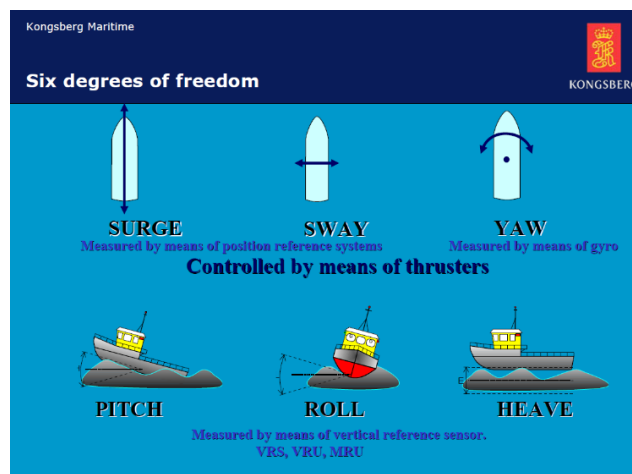 Kongsberg Maritime
Six degrees of freedom
KONGSBERG
SURGE
SWAY
YAW
Measured by means of position reference systems
Measured by means of gyro
Controlled by means of thrusters
PITCH
ROLL
HEAVE
Measured by means of vertical reference sensor.
VRS, VRU, MRU